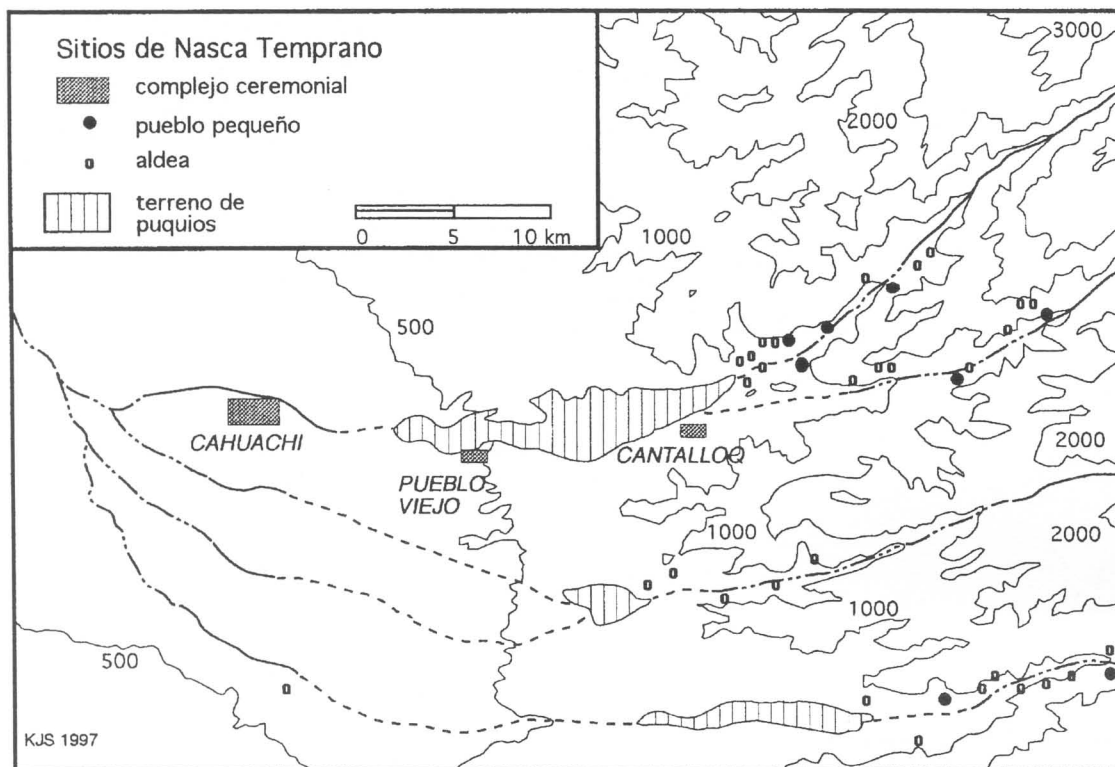 Sitios de Nasca Temprano
complejo ceremonial
pueblo pequeño
aldea
terreno de
puquios
0 5 10 km
3000
2000
1000
500
CAHUACHI
PUEBLO
VIEJO
CANTALLOQ
2000
1000
2000
1000
500
KJS 1997